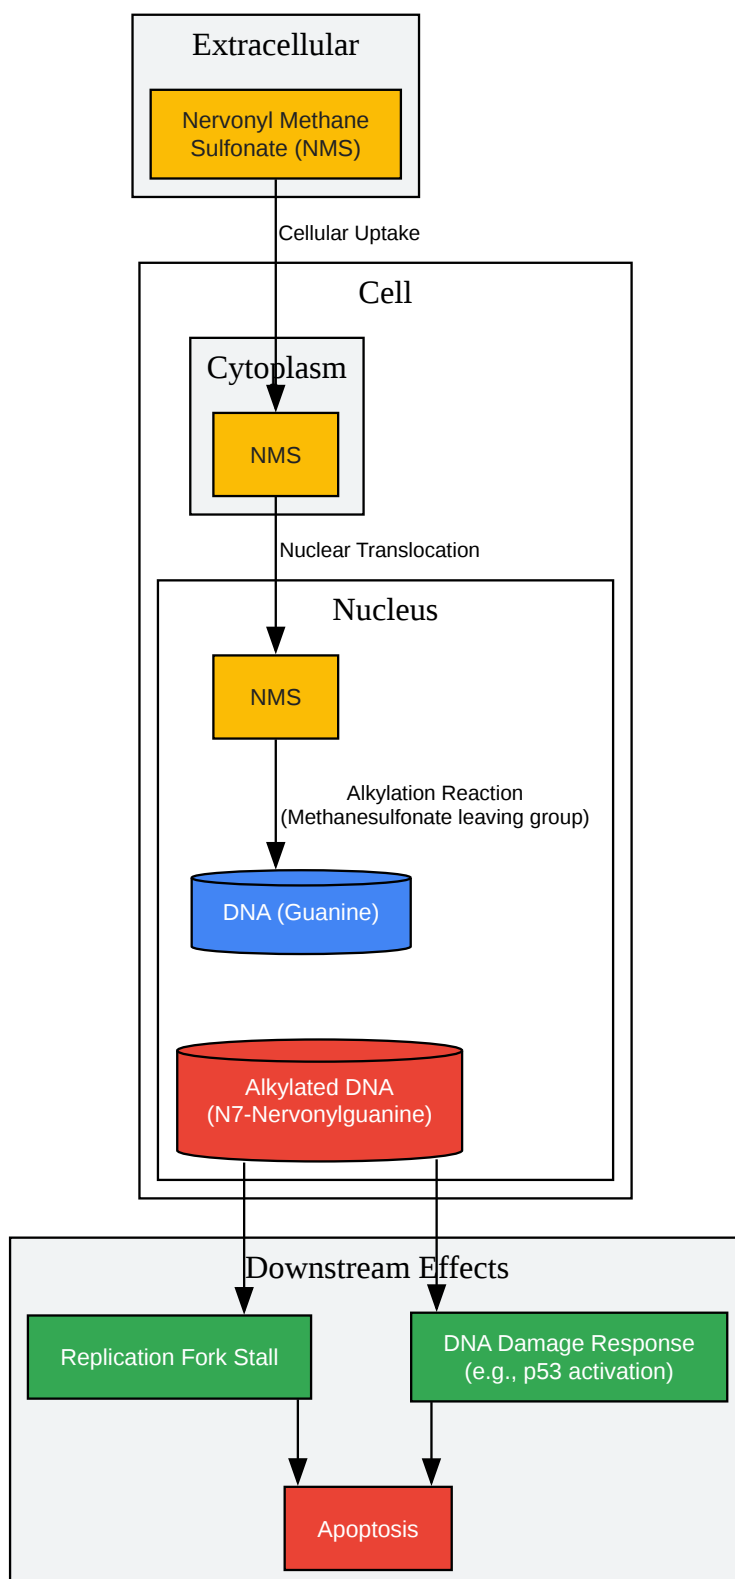 Extracellular
Nervonyl Methane
Sulfonate (NMS)
Cellular Uptake
Cell
Cytoplasm
NMS
Nuclear Translocation
Nucleus
NMS
Alkylation Reaction
(Methanesulfonate leaving group)
DNA (Guanine)
Alkylated DNA
(N7-Nervonylguanine)
Downstream Effects
Replication Fork Stall
DNA Damage Response
(e.g., p53 activation)
Apoptosis